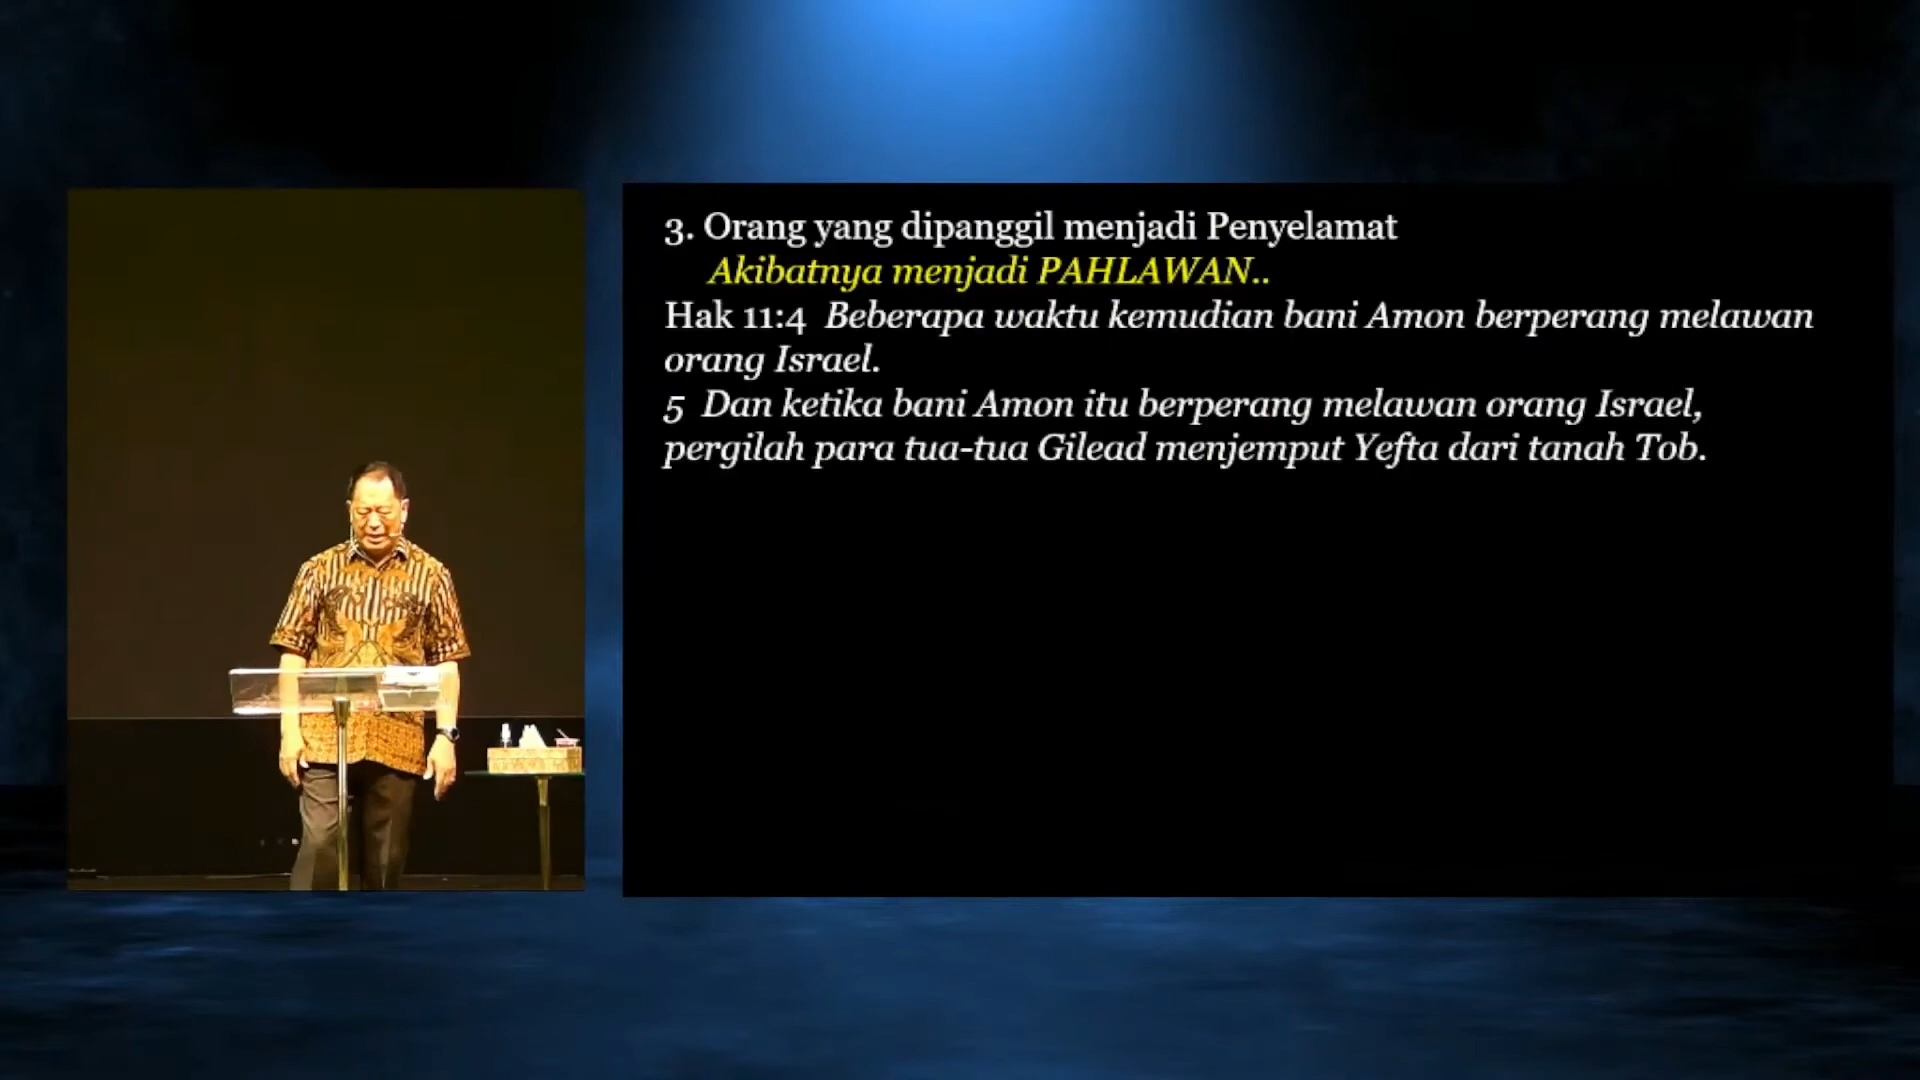 3. Orang yang dipanggil menjadi Penyelamat
Akibatnya menjadi PAHLAWAN..
Hak 11:4 Beberapa waktu kemudian bani Amon berperang melawan
orang Israel.
5 Dan ketika bani Amon itu berperang melawan orang Israel,
pergilah para tua-tua Gilead menjemput Yefta dari tanah Tob.